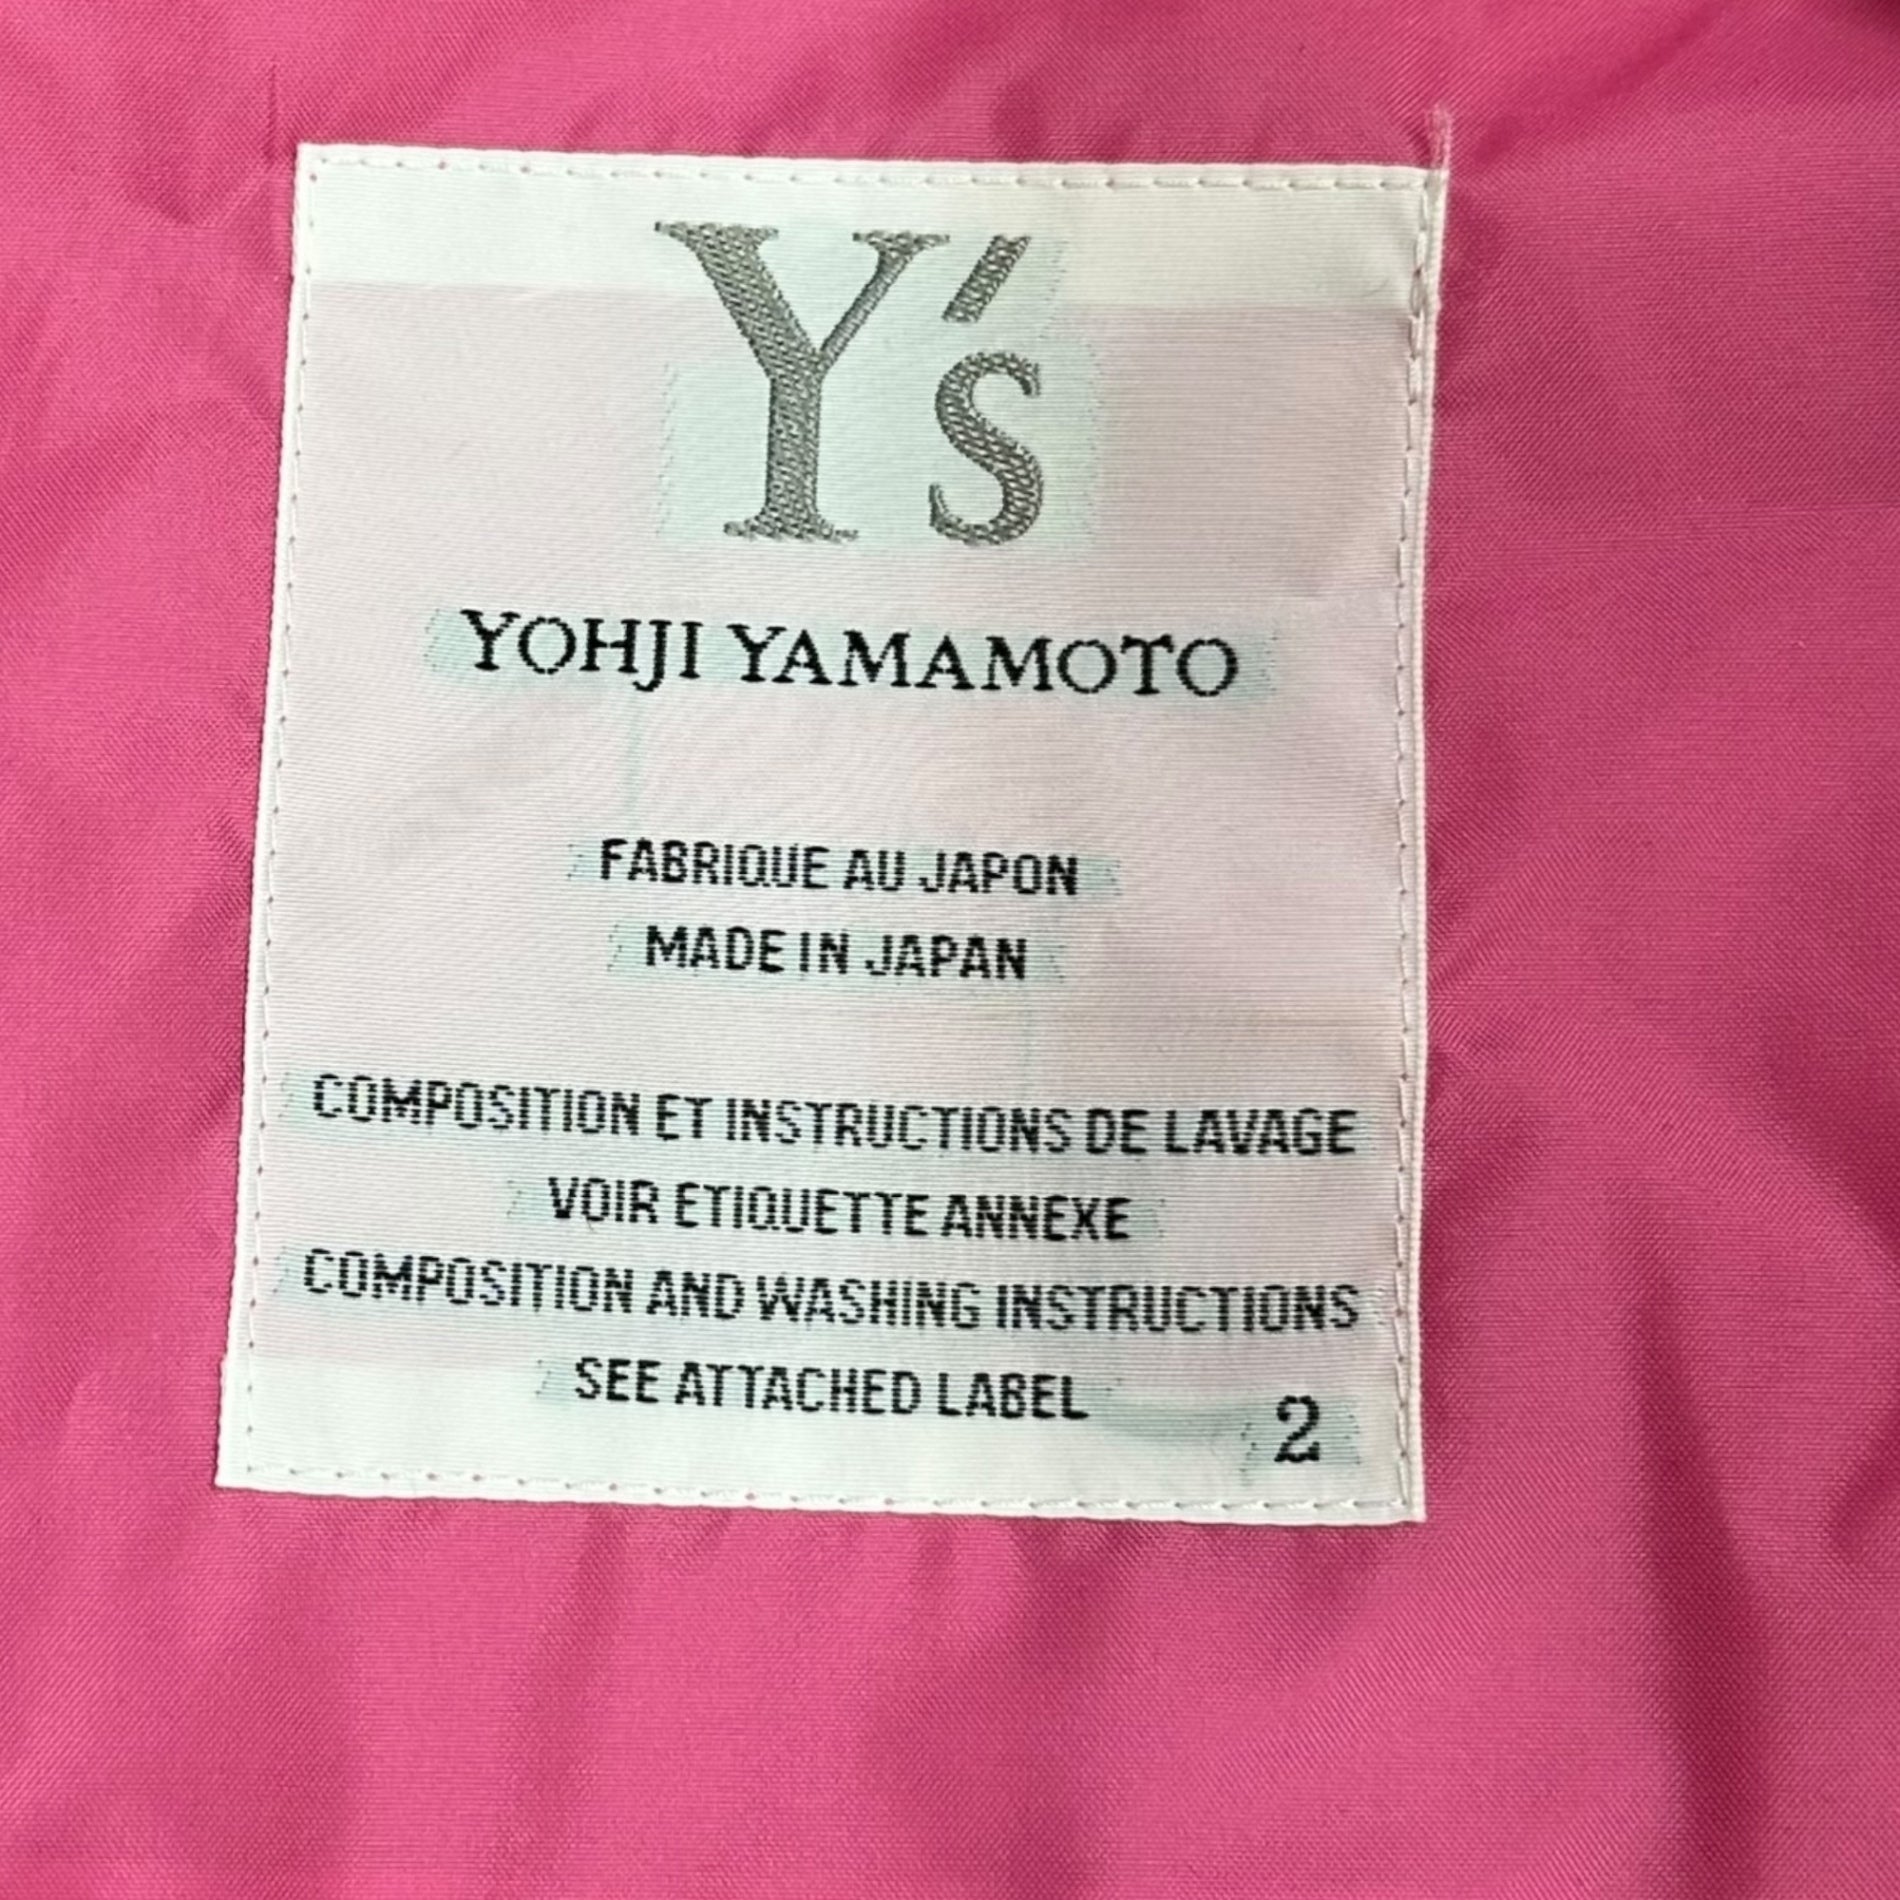 Y's
YOHJI YAMAMOTO
FABRIQUE AU JAPON
MADE IN JAPAN
COMPOSITION ET INSTRUCTIONS DE LAVAGE
VOIR ETIQUETTE ANNEXE
COMPOSITION AND WASHING INSTRUCTIONS
SEE ATTACHED LABEL
2